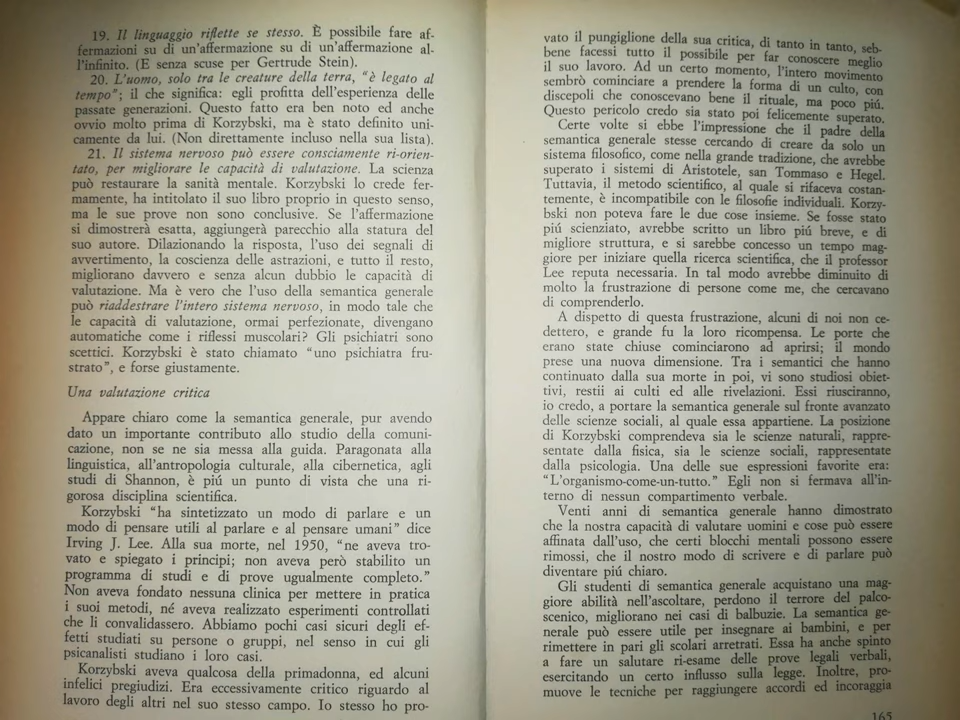 19. Il linguaggio riflette se stesso. È possibile fare af-
fermazioni su di un'affermazione su di un'affermazione al-
l'infinito. (E senza scuse per Gertrude Stein).
20. L'uomo, solo tra le creature della terra, "è legato al
tempo"; il che significa: egli profitta dell'esperienza delle
passate generazioni. Questo fatto era ben noto ed anche
ovvio molto prima di Korzybski, ma è stato definito uni-
camente da lui. (Non direttamente incluso nella sua lista).
21. Il sistema nervoso può essere consciamente ri-orien-
tato, per migliorare le capacità di valutazione. La scienza
può restaurare la sanità mentale. Korzybski lo crede fer-
mamente, ha intitolato il suo libro proprio in questo senso,
ma le sue prove non sono conclusive. Se l'affermazione
si dimostrerà esatta, aggiungerà parecchio alla statura del
suo autore. Dilazionando la risposta, l'uso dei segnali di
avvertimento, la coscienza delle astrazioni, e tutto il resto,
migliorano davvero e senza alcun dubbio le capacità di
valutazione. Ma è vero che l'uso della semantica generale
può riaddestrare l'intero sistema nervoso, in modo tale che
le capacità di valutazione, ormai perfezionate, divengano
automatiche come i riflessi muscolari? Gli psichiatri sono
scettici. Korzybski è stato chiamato "uno psichiatra fru-
strato", e forse giustamente.
Una valutazione critica
Appare chiaro come la semantica generale, pur avendo
dato un importante contributo allo studio della comuni-
cazione, non se ne sia messa alla guida. Paragonata alla
linguistica, all'antropologia culturale, alla cibernetica, agli
studi di Shannon, è piú un punto di vista che una ri-
gorosa disciplina scientifica.
Korzybski "ha sintetizzato un modo di parlare e un
modo di pensare utili al parlare e al pensare umani" dice
Irving J. Lee. Alla sua morte, nel 1950, "ne aveva tro-
vato e spiegato i principi; non aveva però stabilito un
programma di studi e di prove ugualmente completo."
Non aveva fondato nessuna clinica per mettere in pratica
i suoi metodi, né aveva realizzato esperimenti controllati
che li convalidassero. Abbiamo pochi casi sicuri degli ef-
fetti studiati su persone o gruppi, nel senso in cui gli
psicanalisti studiano i loro casi.
Korzybski aveva qualcosa della primadonna, ed alcuni
infelici pregiudizi. Era eccessivamente critico riguardo al
lavoro degli altri nel suo stesso campo. Io stesso ho pro-
vato il pungiglione della sua critica, di tanto in tanto, seb-
bene facessi tutto il possibile per far conoscere meglio
il suo lavoro. Ad un certo momento, l'intero movimento
sembrò cominciare a prendere la forma di un culto, con
discepoli che conoscevano bene il rituale, ma poco piú.
Questo pericolo credo sia stato poi felicemente superato.
Certe volte si ebbe l'impressione che il padre della
semantica generale stesse cercando di creare da solo un
sistema filosofico, come nella grande tradizione, che avrebbe
superato i sistemi di Aristotele, san Tommaso e Hegel.
Tuttavia, il metodo scientifico, al quale si rifaceva costan-
temente, è incompatibile con le filosofie individuali. Korzy-
bski non poteva fare le due cose insieme. Se fosse stato
piú scienziato, avrebbe scritto un libro piú breve, e di
migliore struttura, e si sarebbe concesso un tempo mag-
giore per iniziare quella ricerca scientifica, che il professor
Lee reputa necessaria. In tal modo avrebbe diminuito di
molto la frustrazione di persone come me, che cercavano
di comprenderlo.
A dispetto di questa frustrazione, alcuni di noi non ce-
dettero, e grande fu la loro ricompensa. Le porte che
erano state chiuse cominciarono ad aprirsi; il mondo
prese una nuova dimensione. Tra i semantici che hanno
continuato dalla sua morte in poi, vi sono studiosi obiet-
tivi, restii ai culti ed alle rivelazioni. Essi riusciranno,
io credo, a portare la semantica generale sul fronte avanzato
delle scienze sociali, al quale essa appartiene. La posizione
di Korzybski comprendeva sia le scienze naturali, rappre-
sentate dalla fisica, sia le scienze sociali, rappresentate
dalla psicologia. Una delle sue espressioni favorite era:
"L'organismo-come-un-tutto." Egli non si fermava all'in-
terno di nessun compartimento verbale.
Venti anni di semantica generale hanno dimostrato
che la nostra capacità di valutare uomini e cose può essere
affinata dall'uso, che certi blocchi mentali possono essere
rimossi, che il nostro modo di scrivere e di parlare può
diventare piú chiaro.
Gli studenti di semantica generale acquistano una mag-
giore abilità nell'ascoltare, perdono il terrore del palco-
scenico, migliorano nei casi di balbuzie. La semantica ge-
nerale può essere utile per insegnare ai bambini, e per
rimettere in pari gli scolari arretrati. Essa ha anche spinto
a fare un salutare ri-esame delle prove legali verbali,
esercitando un certo influsso sulla legge. Inoltre, pro-
muove le tecniche per raggiungere accordi ed incoraggia
165